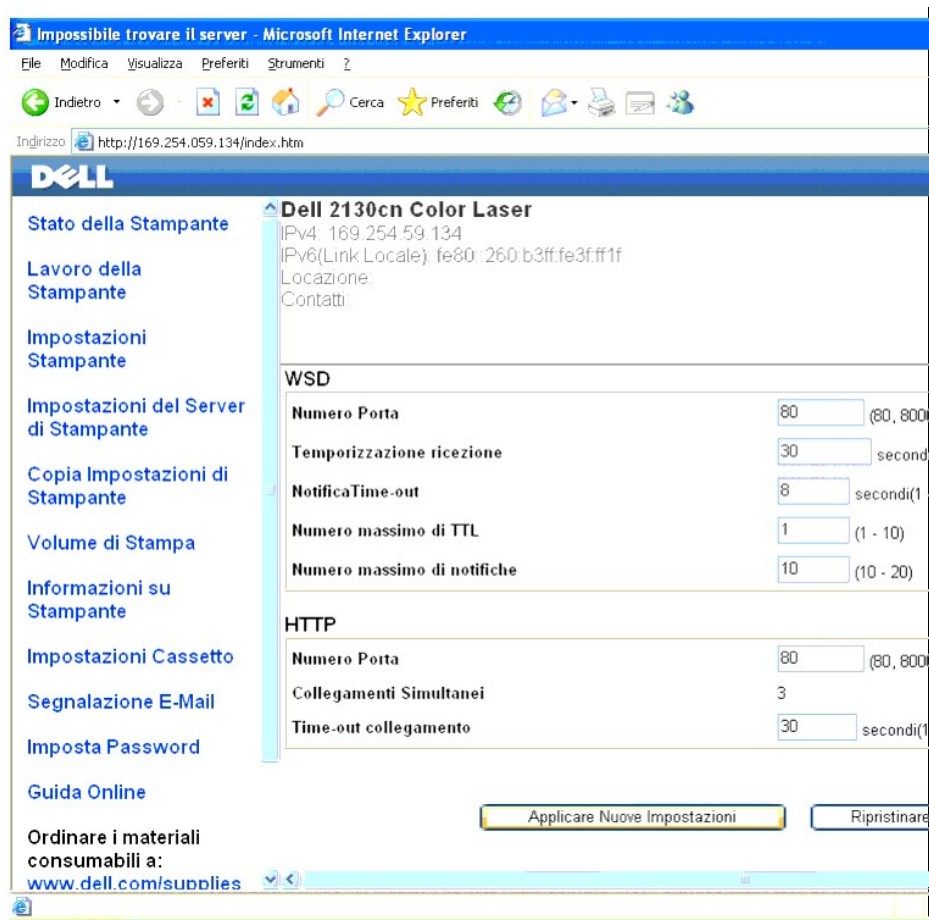 Impossibile trovare il server - Microsoft Internet Explorer
File Modifica Visualizza Preferiti Strumenti ?
Indietro Cerca Preferiti
Indirizzo http://169.254.059.134/index.htm
DELL
Stato della Stampante
Lavoro della
Stampante
Impostazioni
Stampante
Impostazioni del Server
di Stampante
Copia Impostazioni di
Stampante
Volume di Stampa
Informazioni su
Stampante
Impostazioni Cassetto
Segnalazione E-Mail
Imposta Password
Guida Online
Ordinare i materiali
consumabili a:
www.dell.com/supplies
Dell 2130cn Color Laser
IPv4: 169.254.59.134
IPv6(Link Locale): fe80::260:b3ff:fe3f:ff1f
Locazione:
Contatti:
WSD
Numero Porta 80 (80, 800
Temporizzazione ricezione 30 second
NotificaTime-out 8 secondi(1
Numero massimo di TTL 1 (1 - 10)
Numero massimo di notifiche 10 (10 - 20)
HTTP
Numero Porta 80 (80, 800
Collegamenti Simultanei 3
Time-out collegamento 30 secondi(1
Applicare Nuove Impostazioni Ripristinare